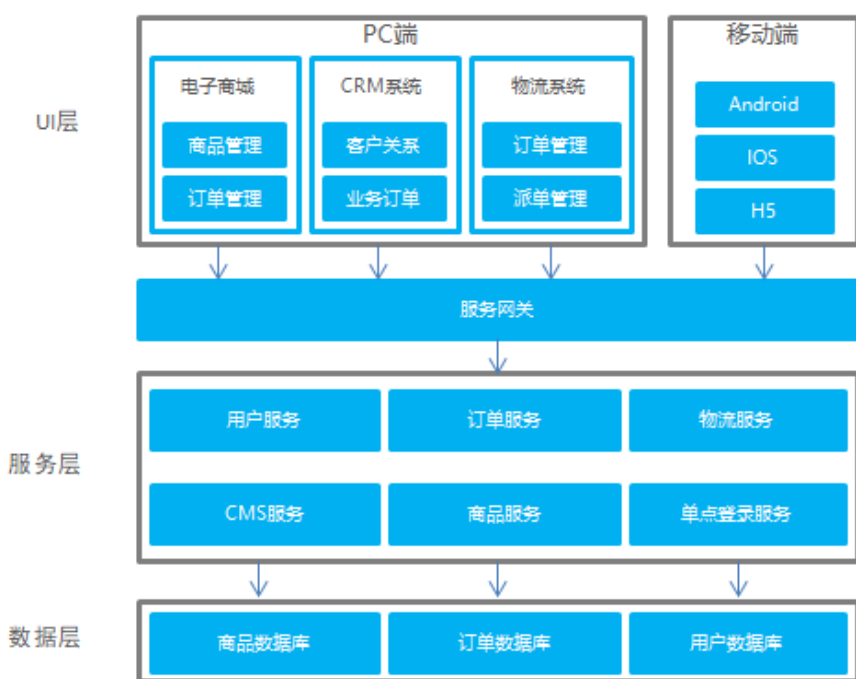 PC端
移动端
UI层
电子商城
CRM系统
物流系统
商品管理
客户关系
订单管理
订单管理
业务订单
派单管理
Android
IOS
H5
服务网关
服务层
用户服务
订单服务
物流服务
CMS服务
商品服务
单点登录服务
数据层
商品数据库
订单数据库
用户数据库